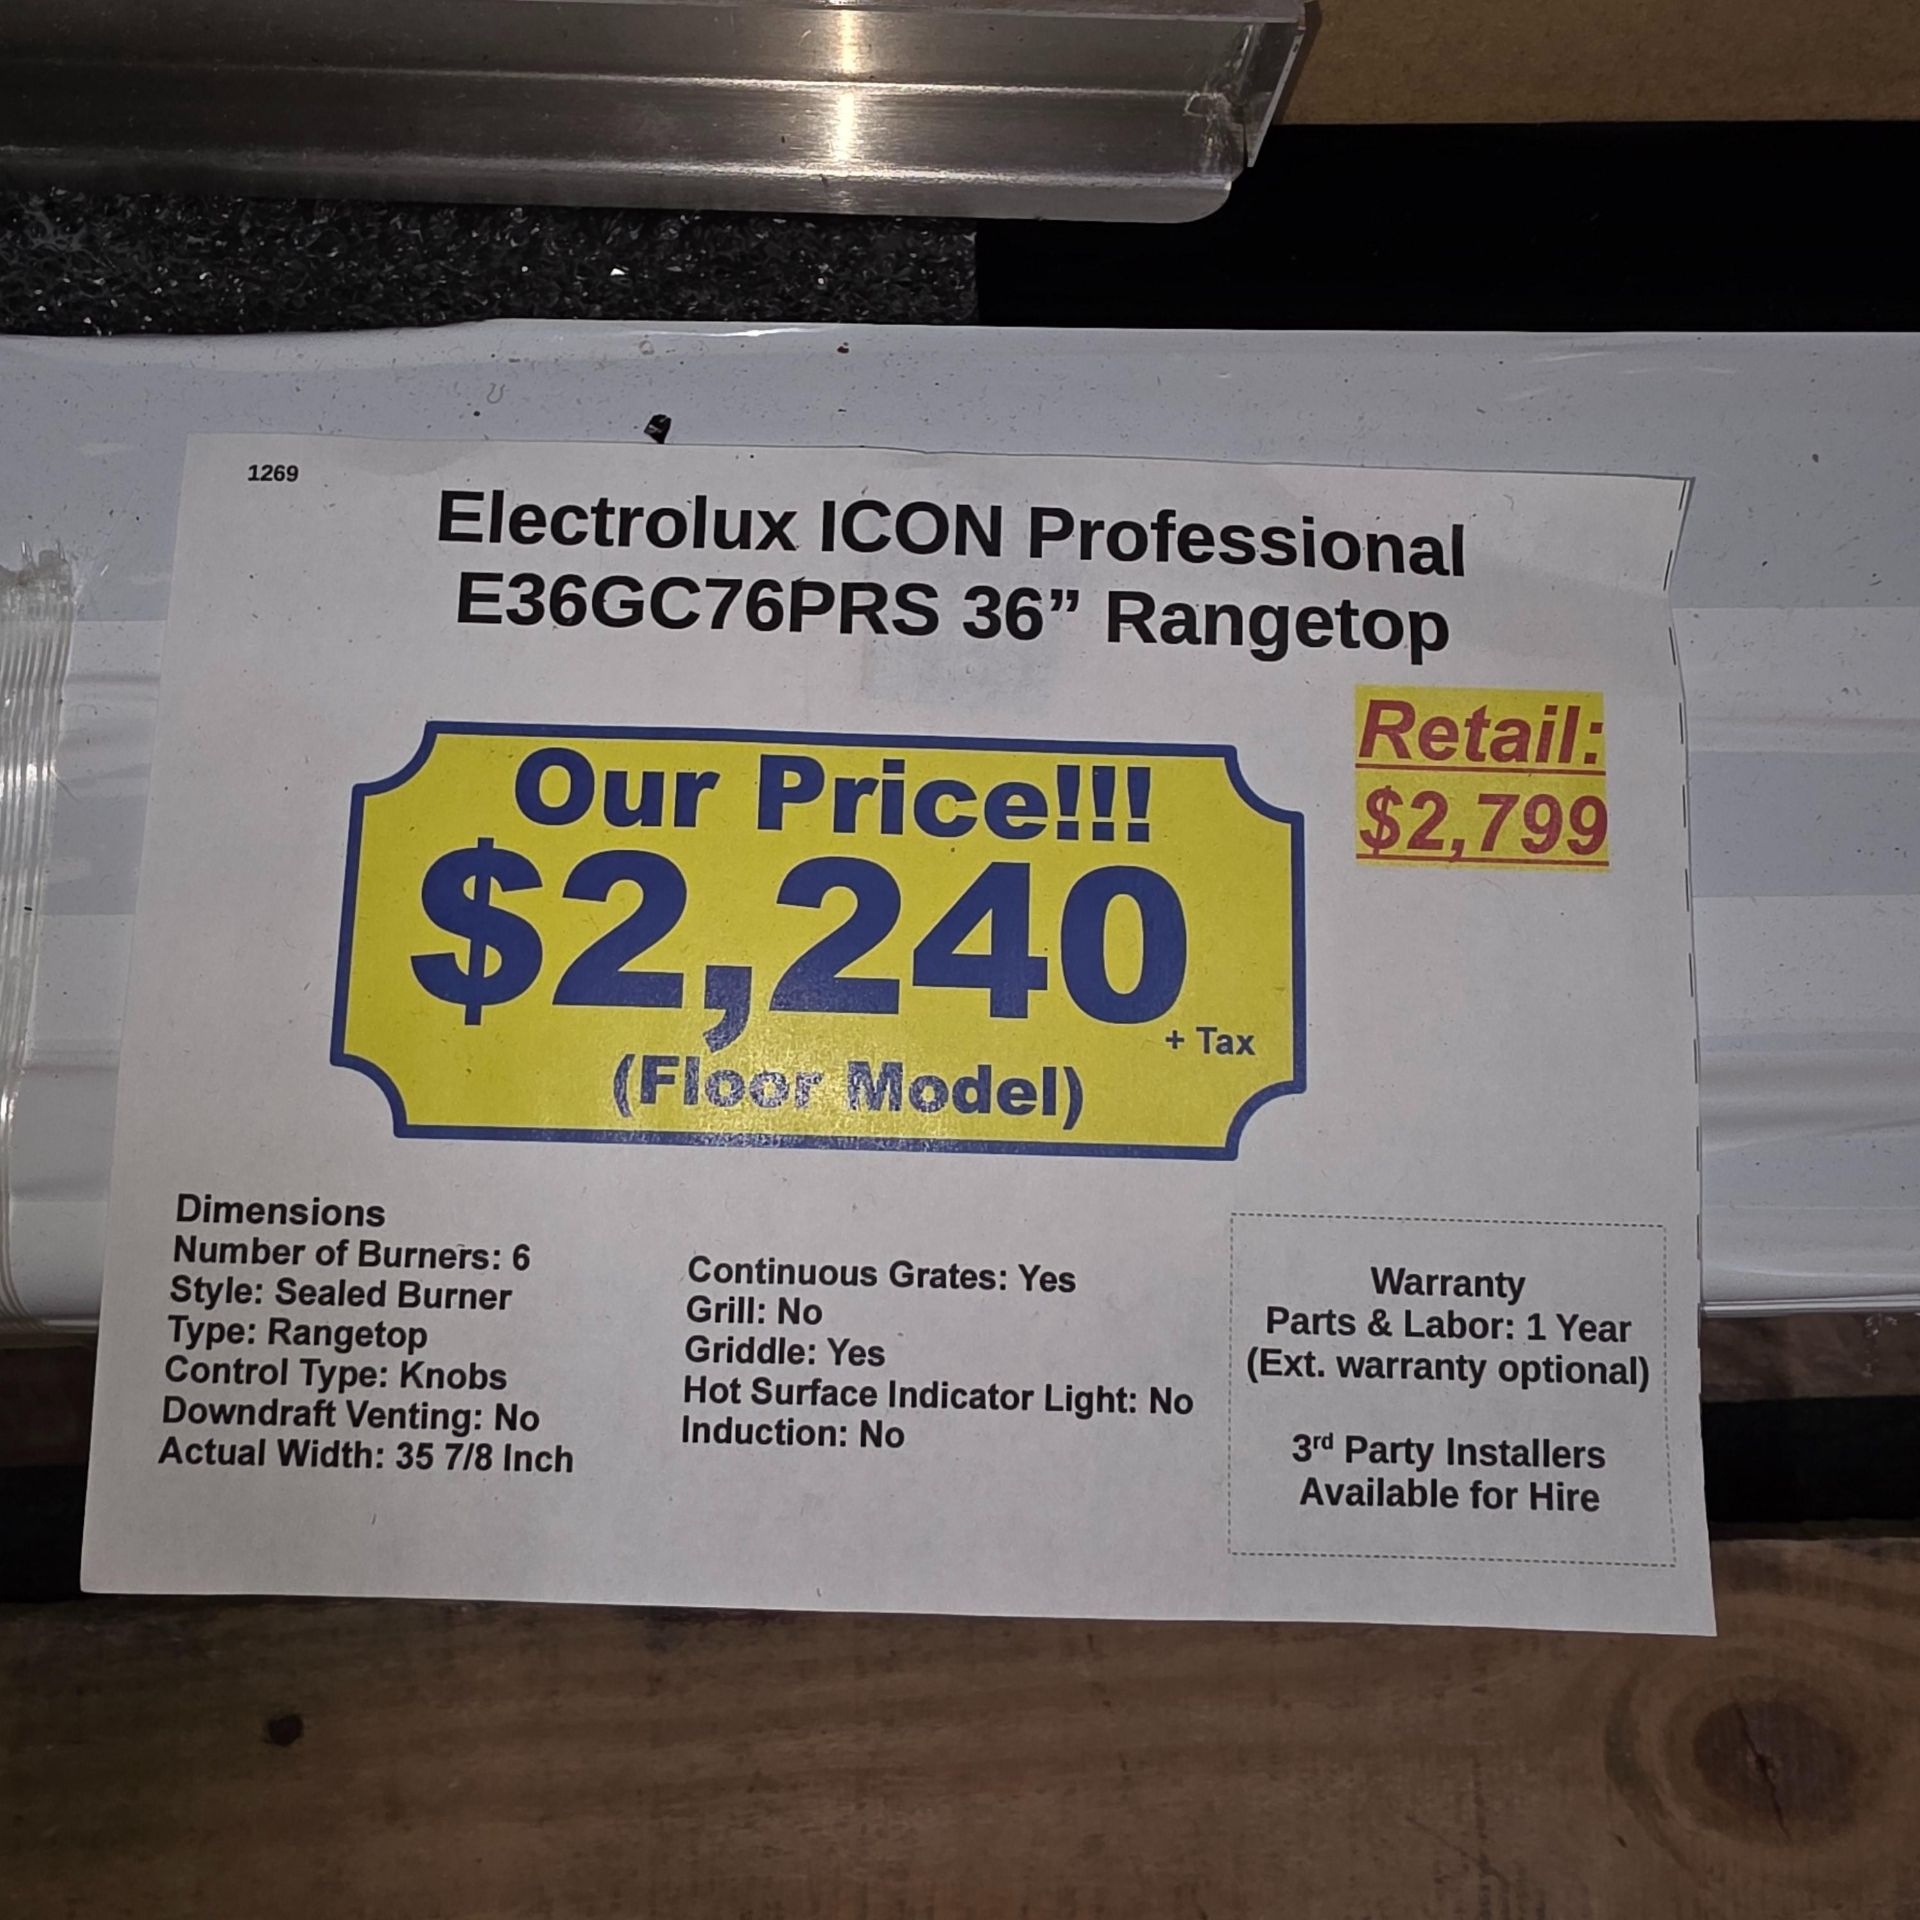 1269
Electrolux ICON Professional
E36GC76PRS 36” Rangetop
Retail:
$2,799
Our Price!!!
$2,240
+ Tax
(Floor Model)
Dimensions
Number of Burners: 6
Style: Sealed Burner
Type: Rangetop
Control Type: Knobs
Downdraft Venting: No
Actual Width: 35 7/8 Inch
Continuous Grates: Yes
Grill: No
Griddle: Yes
Hot Surface Indicator Light: No
Induction: No
Warranty
Parts & Labor: 1 Year
(Ext. warranty optional)
3rd Party Installers
Available for Hire